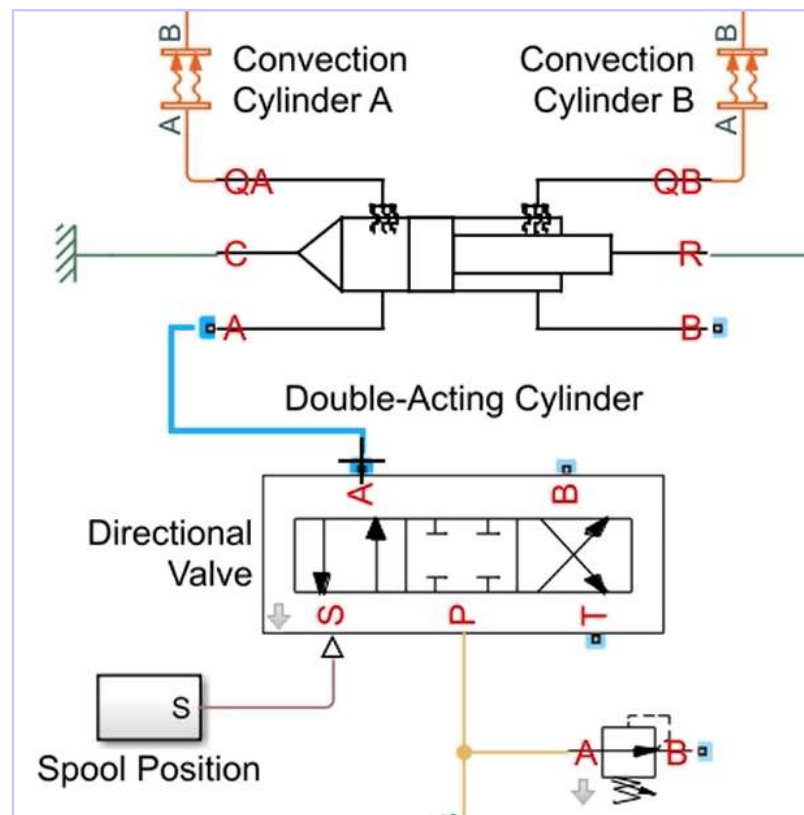 B
B
Convection
Cylinder A
Convection
Cylinder B
A
A
QA
QB
C
R
A
B
Double-Acting Cylinder
A
B
Directional
Valve
S
P
T
S
Spool Position
A
B